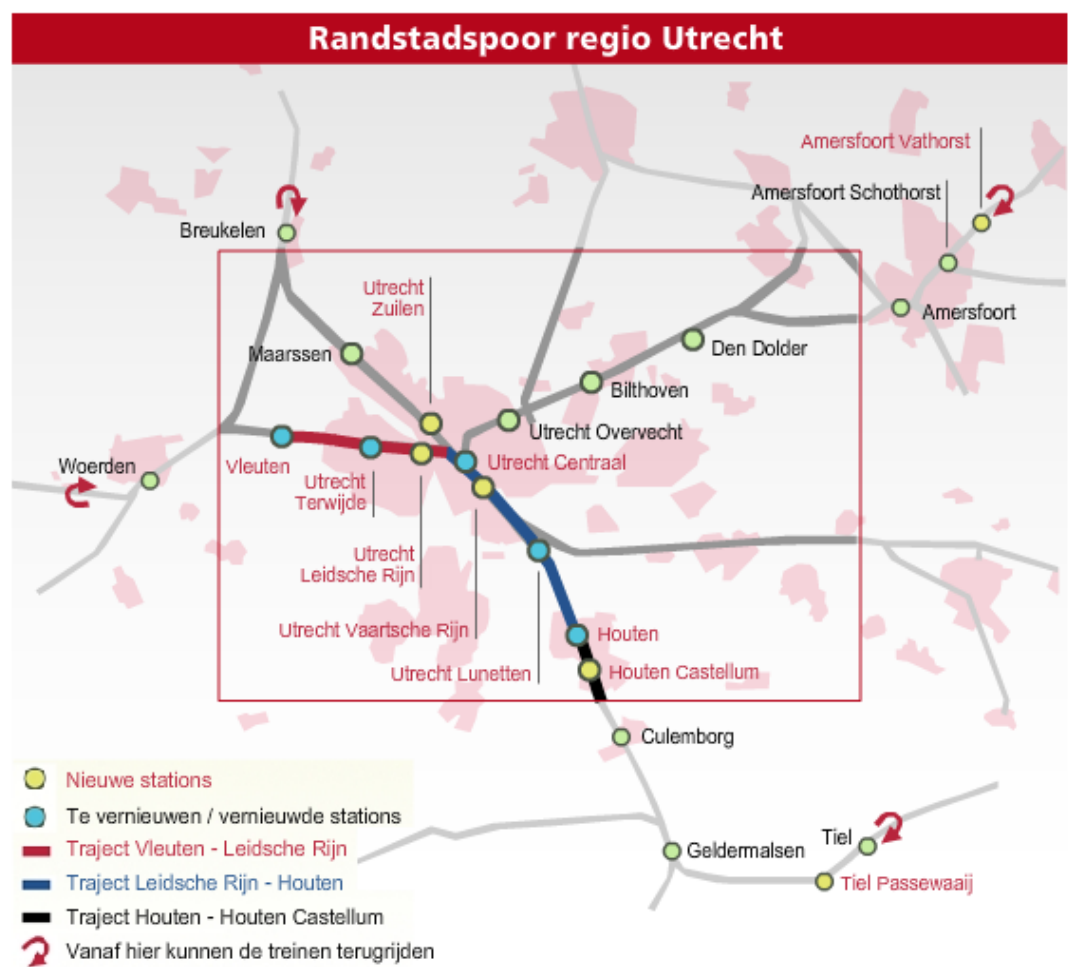 Randstadspoor regio Utrecht
Amersfoort Vathorst
Amersfoort Schothorst
Breukelen
Utrecht
Zuilen
Amersfoort
Maarssen
Den Dolder
Bilthoven
Utrecht Overvecht
Woerden
Vleuten
Utrecht Centraal
Utrecht
Terwijde
Utrecht
Leidsche Rijn
Utrecht Vaartsche Rijn
Houten
Utrecht Lunetten
Houten Castellum
Culemborg
Tiel
Geldermalsen
Tiel Passewaaij
Nieuwe stations
Te vernieuwen / vernieuwde stations
Traject Vleuten - Leidsche Rijn
Traject Leidsche Rijn - Houten
Traject Houten - Houten Castellum
Vanaf hier kunnen de treinen terugrijden